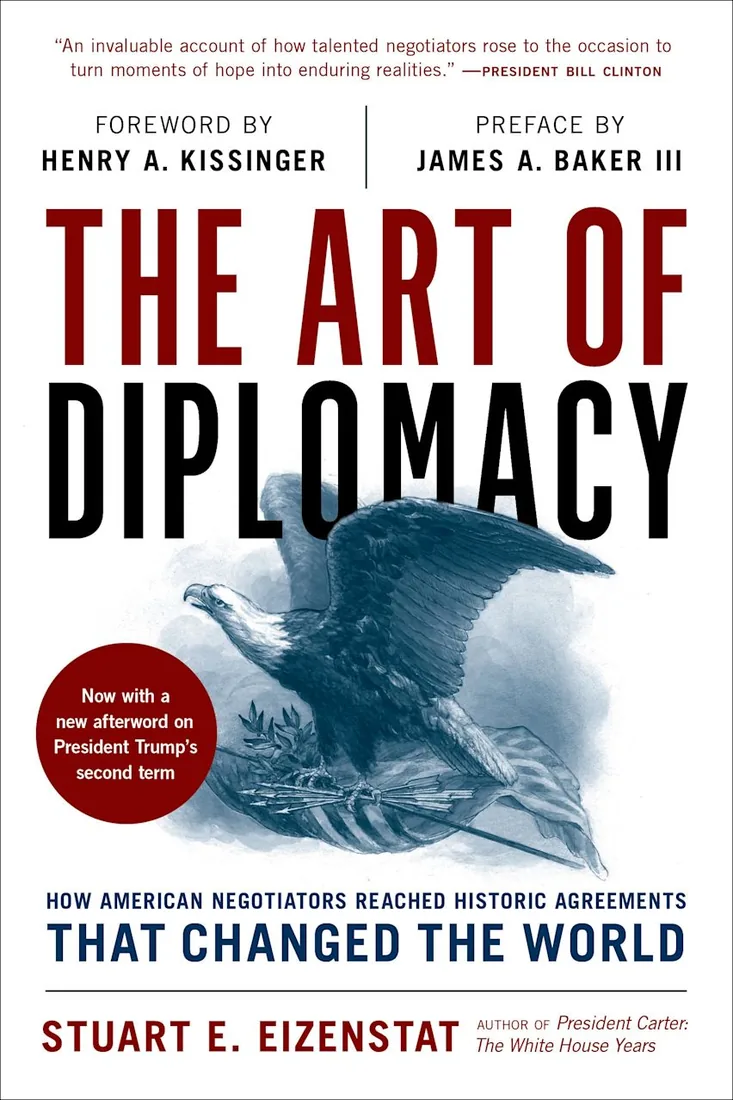 “An invaluable account of how talented negotiators rose to the occasion to
turn moments of hope into enduring realities.” —PRESIDENT BILL CLINTON
FOREWORD BY
HENRY A. KISSINGER
PREFACE BY
JAMES A. BAKER III
THE ART OF
DIPLOMACY
Now with a
new afterword on
President Trump’s
second term
HOW AMERICAN NEGOTIATORS REACHED HISTORIC AGREEMENTS
THAT CHANGED THE WORLD
STUART E. EIZENSTAT
AUTHOR OF President Carter:
The White House Years